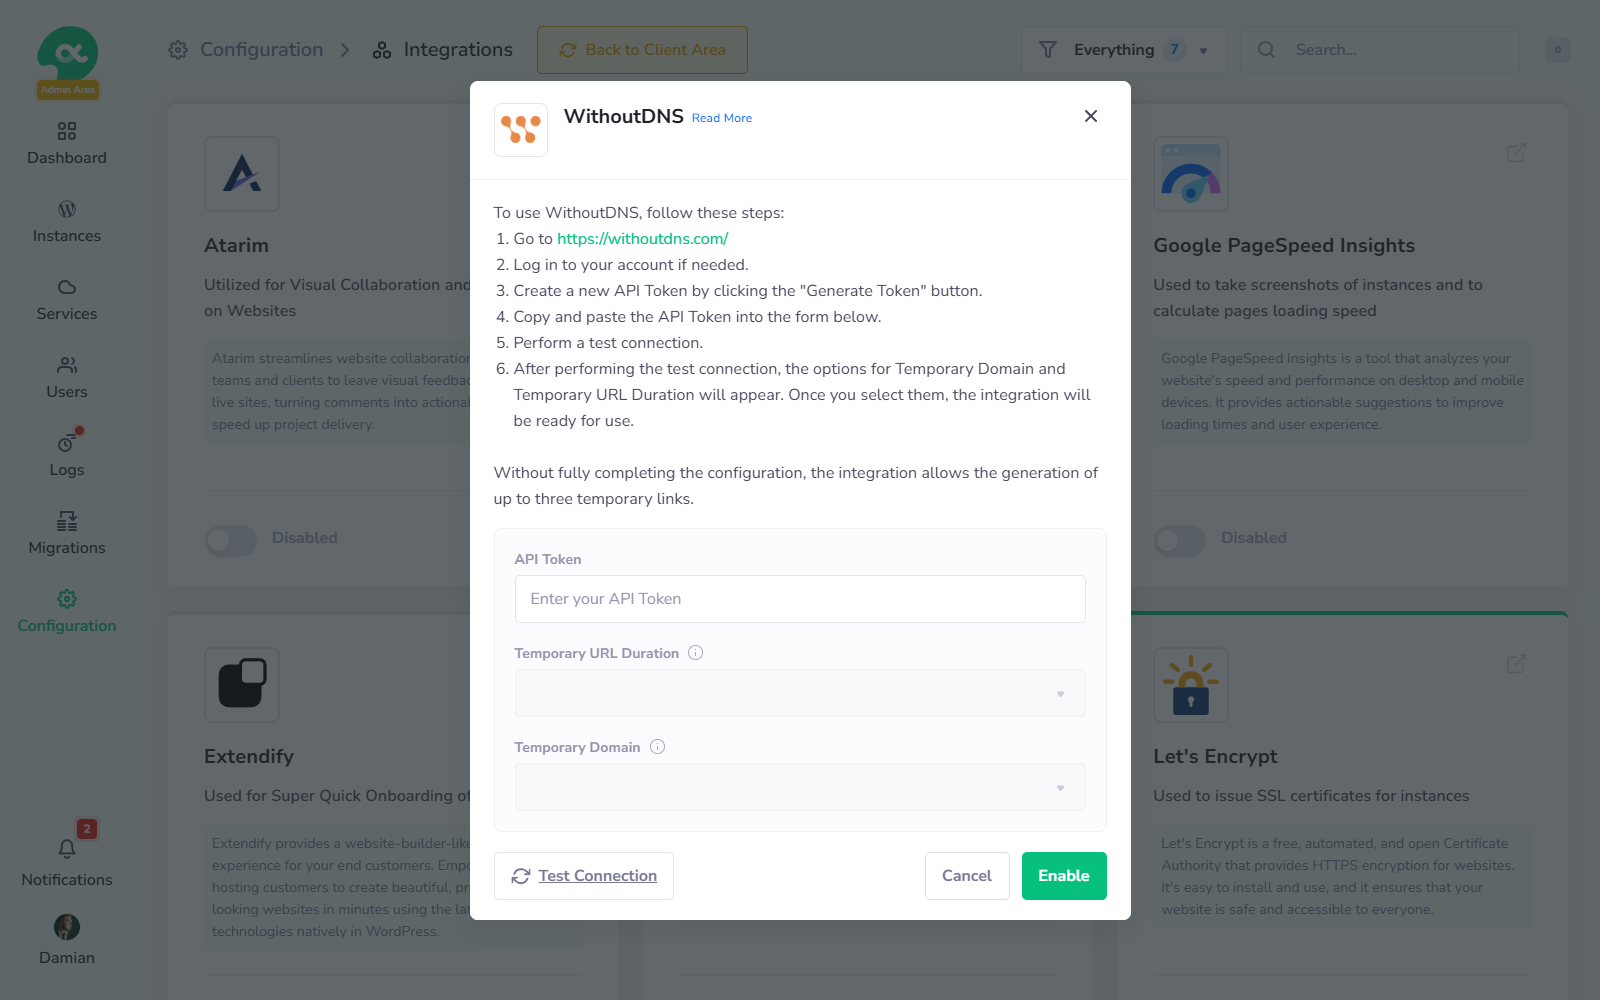 Admin Area
Configuration
Integrations
Back to Client Area
Everything 7
Search...
0
Dashboard
Instances
Services
Users
Logs
Migrations
Configuration
2
Notifications
Damian
Atarim
Utilized for Visual Collaboration and
on Websites
Atarim streamlines website collaboration
teams and clients to leave visual feedbac
live sites, turning comments into actional
speed up project delivery.
Disabled
Extendify
Used for Super Quick Onboarding of
Extendify provides a website-builder-like
experience for your end customers. Empo
hosting customers to create beautiful, pr
looking websites in minutes using the lat
technologies natively in WordPress.
WithoutDNS Read More
To use WithoutDNS, follow these steps:
1. Go to https://withoutdns.com/
2. Log in to your account if needed.
3. Create a new API Token by clicking the "Generate Token" button.
4. Copy and paste the API Token into the form below.
5. Perform a test connection.
6. After performing the test connection, the options for Temporary Domain and
Temporary URL Duration will appear. Once you select them, the integration will
be ready for use.
Without fully completing the configuration, the integration allows the generation of
up to three temporary links.
API Token
Enter your API Token
Temporary URL Duration
Temporary Domain
Test Connection
Cancel
Enable
Google PageSpeed Insights
Used to take screenshots of instances and to
calculate pages loading speed
Google PageSpeed Insights is a tool that analyzes your
website's speed and performance on desktop and mobile
devices. It provides actionable suggestions to improve
loading times and user experience.
Disabled
Let's Encrypt
Used to issue SSL certificates for instances
Let's Encrypt is a free, automated, and open Certificate
Authority that provides HTTPS encryption for websites.
It's easy to install and use, and it ensures that your
website is safe and accessible to everyone.